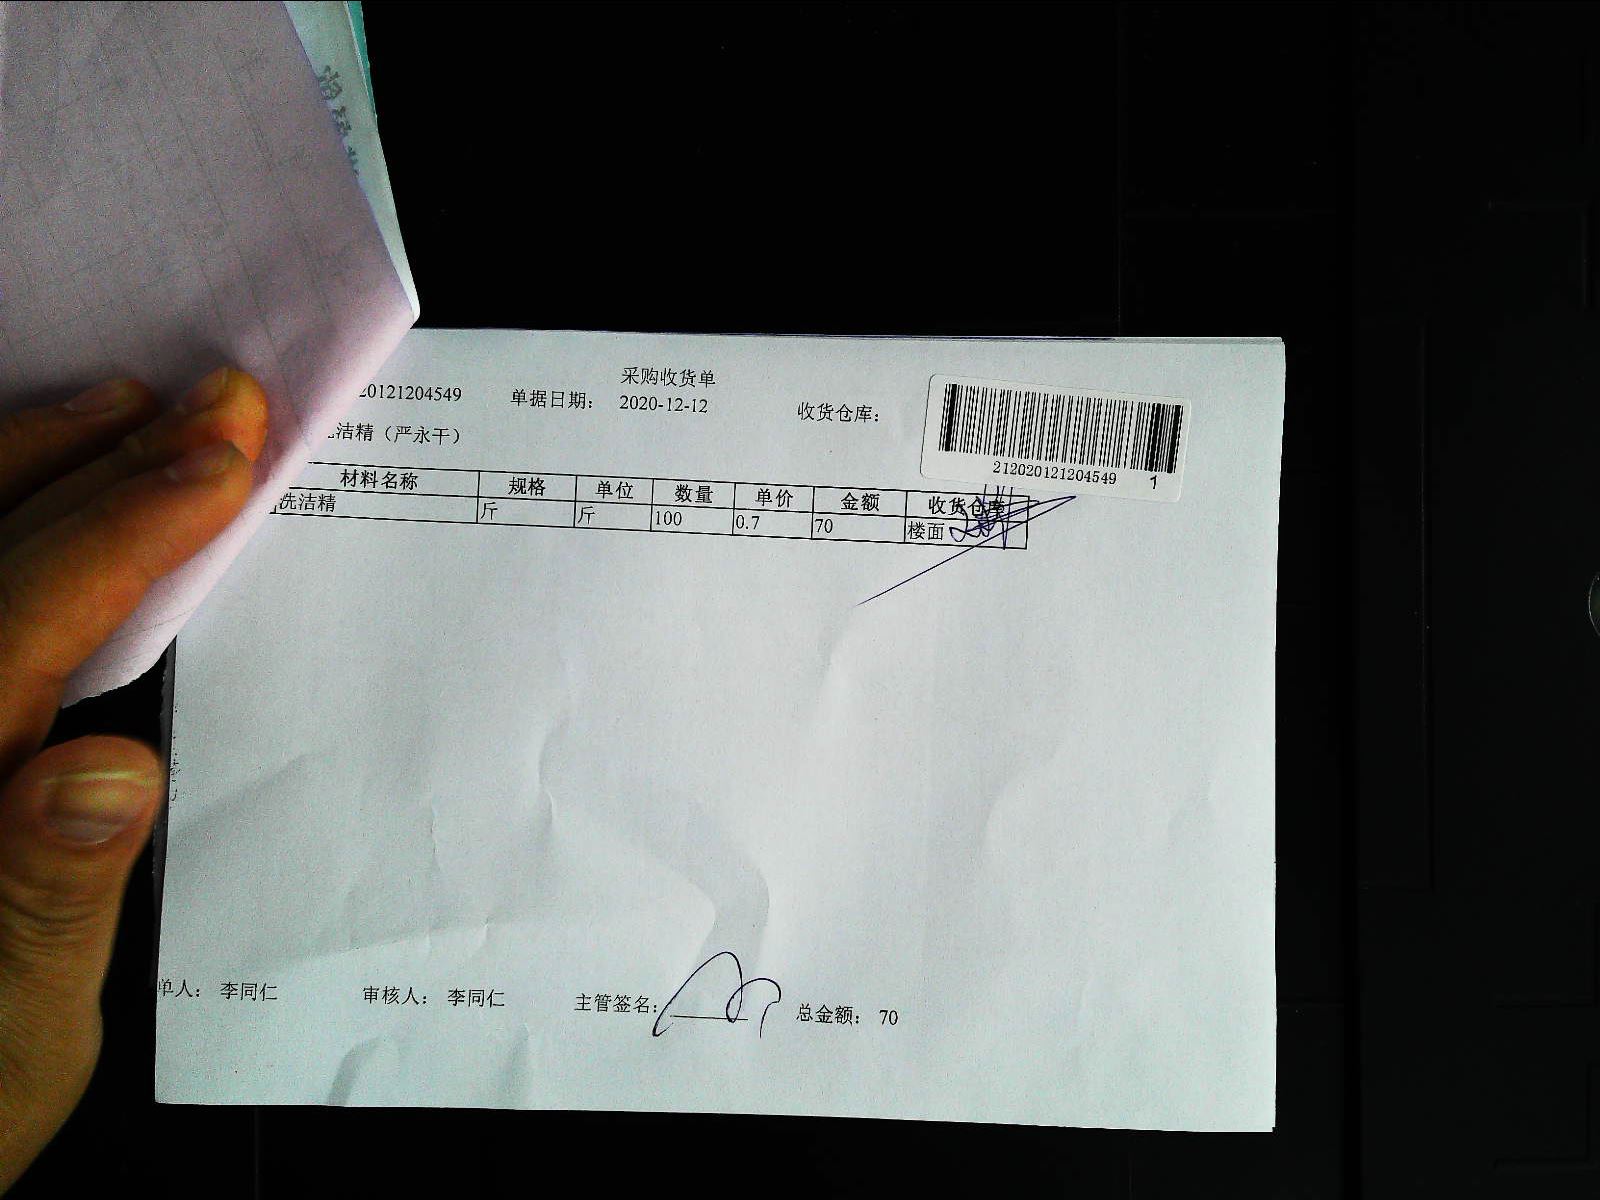 采购收货单
20121204549 单据日期： 2020-12-12 收货仓库：
212020121204549 1
洁精（严永干）
材料名称 规格 单位 数量 单价 金额 收货仓库
洗洁精 斤 斤 100 0.7 70 楼面
单人： 李同仁 审核人： 李同仁 主管签名： 总金额： 70